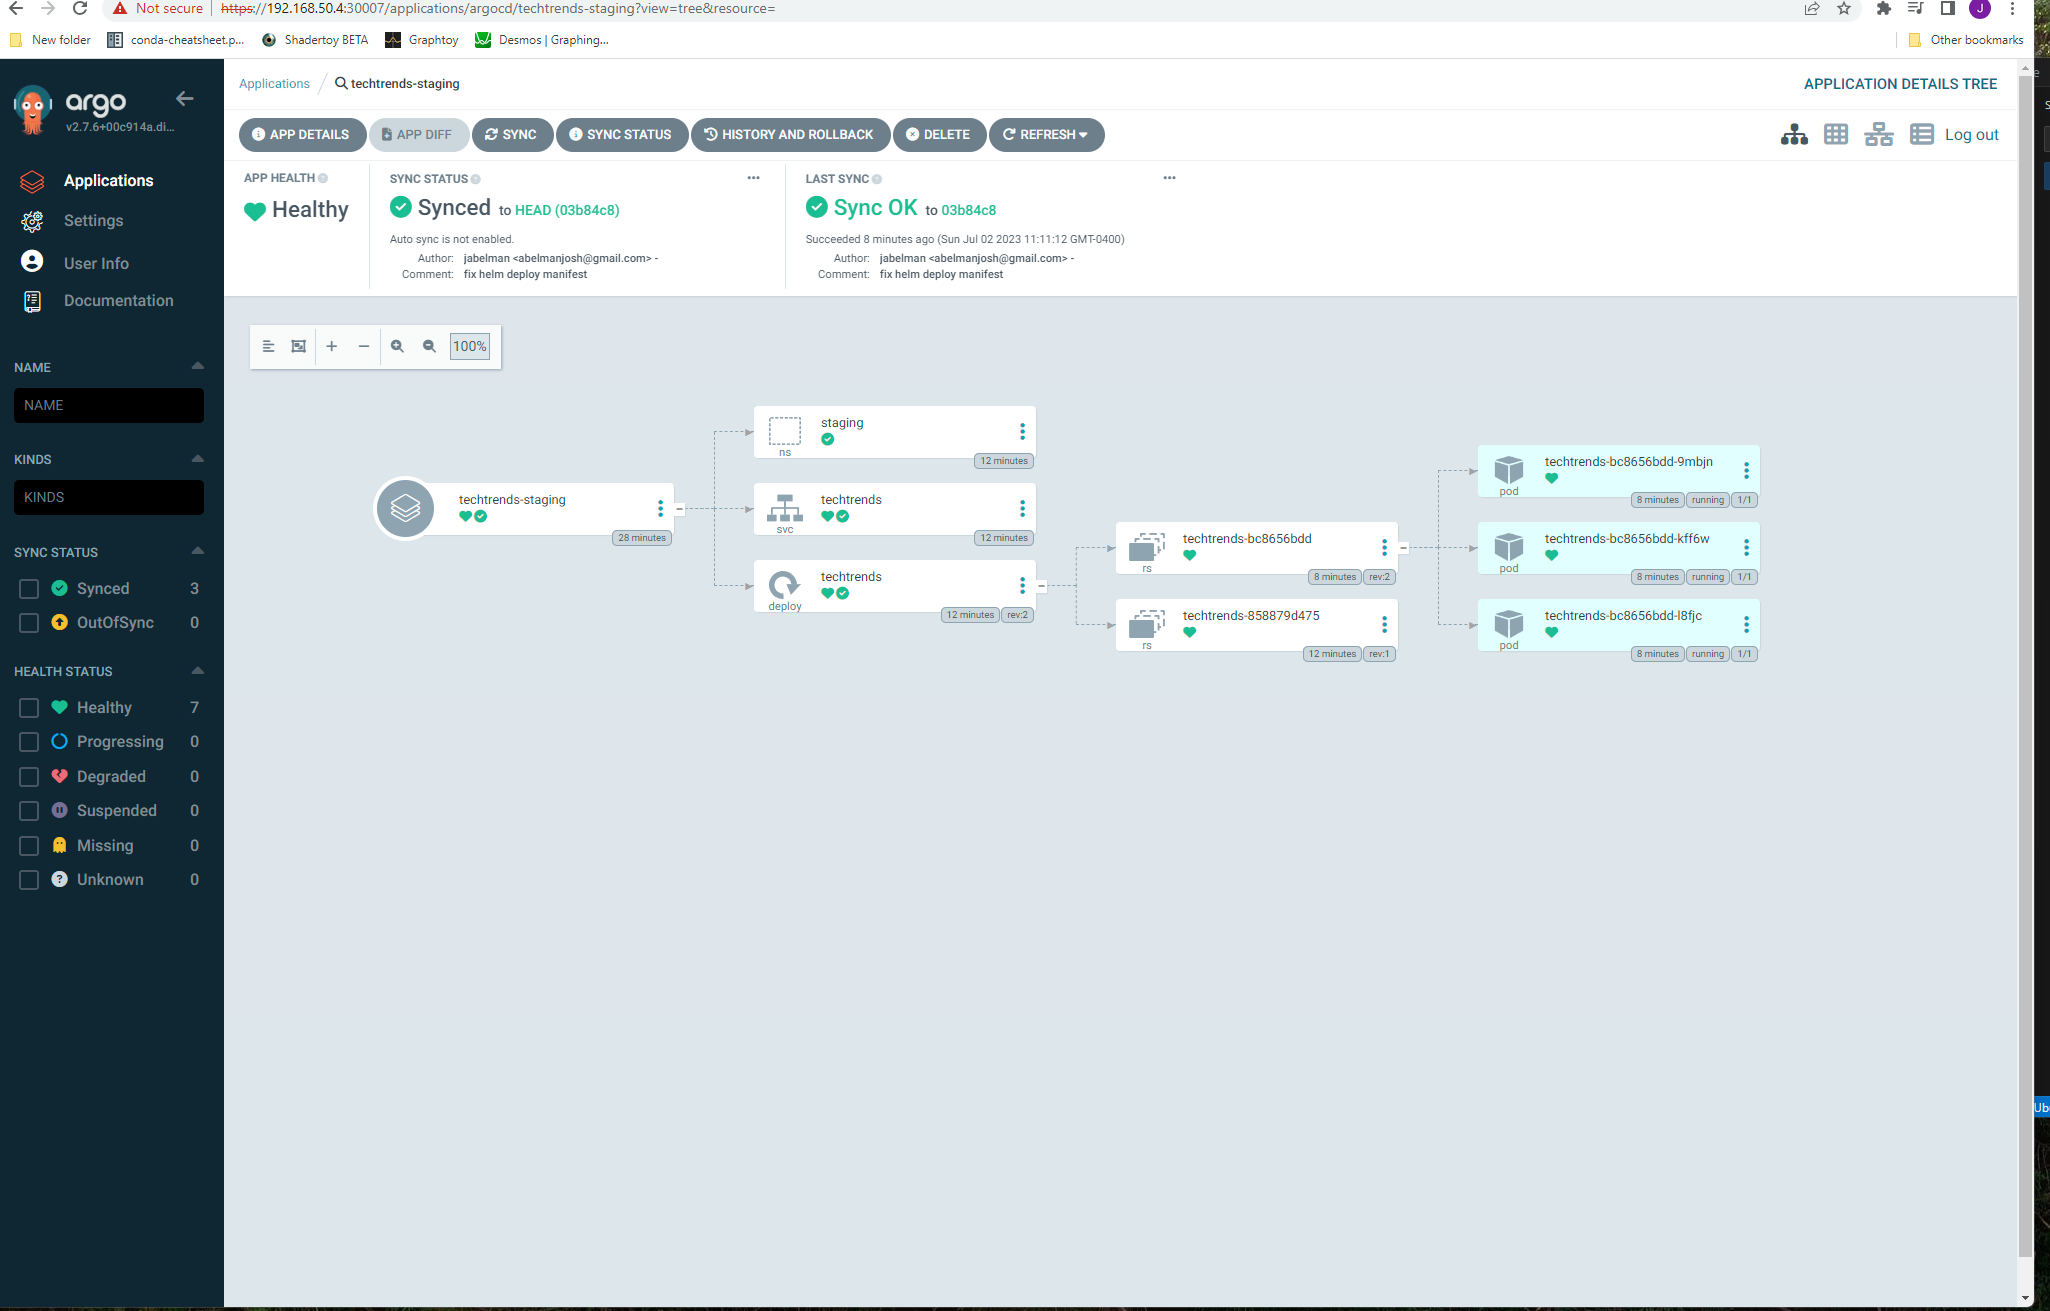 Not secure https://192.168.50.4:30007/applications/argocd/techtrends-staging?view=tree&resource= J
New folder conda-cheatsheet.p... Shadertoy BETA Graphtoy Desmos | Graphing... Other bookmarks
argo
v2.7.6+00c914a.di...
Applications
Settings
User Info
Documentation
NAME
NAME
KINDS
KINDS
SYNC STATUS
Synced 3
OutOfSync 0
HEALTH STATUS
Healthy 7
Progressing 0
Degraded 0
Suspended 0
Missing 0
Unknown 0
Applications / techtrends-staging APPLICATION DETAILS TREE
APP DETAILS APP DIFF SYNC SYNC STATUS HISTORY AND ROLLBACK DELETE REFRESH Log out
APP HEALTH
Healthy
SYNC STATUS
Synced to HEAD (03b84c8)
Auto sync is not enabled.
Author: jabelman <abelmanjosh@gmail.com> -
Comment: fix helm deploy manifest
LAST SYNC
Sync OK to 03b84c8
Succeeded 8 minutes ago (Sun Jul 02 2023 11:11:12 GMT-0400)
Author: jabelman <abelmanjosh@gmail.com> -
Comment: fix helm deploy manifest
100%
techtrends-staging
28 minutes
staging
ns
12 minutes
techtrends
svc
12 minutes
techtrends
deploy
12 minutes rev:2
techtrends-bc8656bdd
rs
8 minutes rev:2
techtrends-858879d475
rs
12 minutes rev:1
techtrends-bc8656bdd-9mbjn
pod
8 minutes running 1/1
techtrends-bc8656bdd-kff6w
pod
8 minutes running 1/1
techtrends-bc8656bdd-l8fjc
pod
8 minutes running 1/1